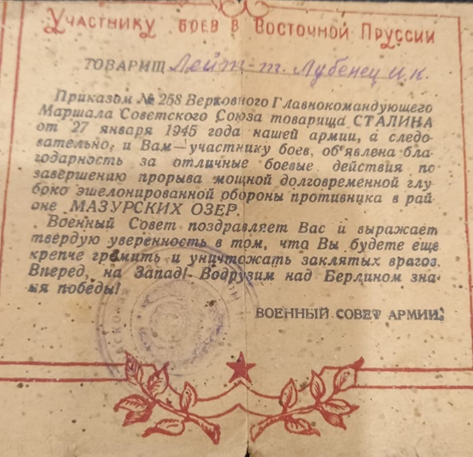 Участнику боев в Восточной Пруссии
ТОВАРИЩ Лейт-т. Лубенец И.К.
Приказом № 258 Верховного Главнокомандующего
Маршала Советского Союза товарища СТАЛИНА
от 27 января 1945 года нашей армии, а следо-
вательно, и Вам—участнику боев, об'явлена бла-
годарность за отличные боевые действия по
завершению прорыва мощной долговременной глу-
боко эшелонированной обороны противнца в рай-
оне МАЗУРСКИХ ОЗЕР.
Военный Совет поздравляет Вас и выражает
твердую уверенность в том, что Вы будете еще
крепче громить и уничтожать заклятых врагов.
Вперед, на Запад! Водрузим над Берлином зна-
мя победы!
ВОЕННЫЙ СОВЕТ АРМИИ.